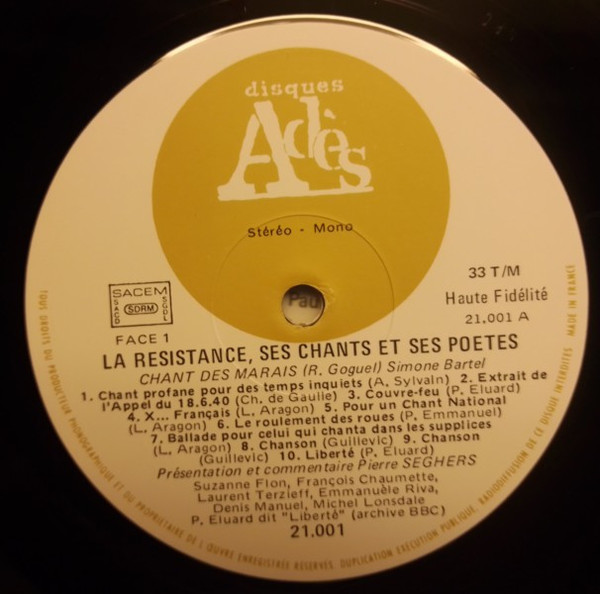 disques
Adès
Stéréo - Mono
SACEM
SACD SDRM SGDL
FACE 1
33 T/M
Haute Fidélité
21.001 A
Pau
LA RESISTANCE, SES CHANTS ET SES POETES
CHANT DES MARAIS (R. Goguel) Simone Bartel
1. Chant profane pour des temps inquiets (A. Sylvain) 2. Extrait de
l'Appel du 18.6.40 (Ch. de Gaulle) 3. Couvre-feu (P. Eluard)
4. X... Français (L. Aragon) 5. Pour un Chant National
(L. Aragon) 6. Le roulement des roues (P. Emmanuel)
7. Ballade pour celui qui chanta dans les supplices
(L. Aragon) 8. Chanson (Guillevic) 9. Chanson
(Guillevic) 10. Liberté (P. Eluard)
Présentation et commentaire Pierre SEGHERS
Suzanne Flon, François Chaumette,
Laurent Terzieff, Emmanuèle Riva,
Denis Manuel, Michel Lonsdale
P. Eluard dit "Liberté" (archive BBC)
21.001
TOUS DROITS DU PRODUCTEUR PHONOGRAPHIQUE ET DU PROPRIETAIRE DE L'ŒUVRE ENREGISTREE RESERVES. DUPLICATION EXECUTION PUBLIQUE, RADIODIFFUSION DE CE DISQUE INTERDITES. MADE IN FRANCE